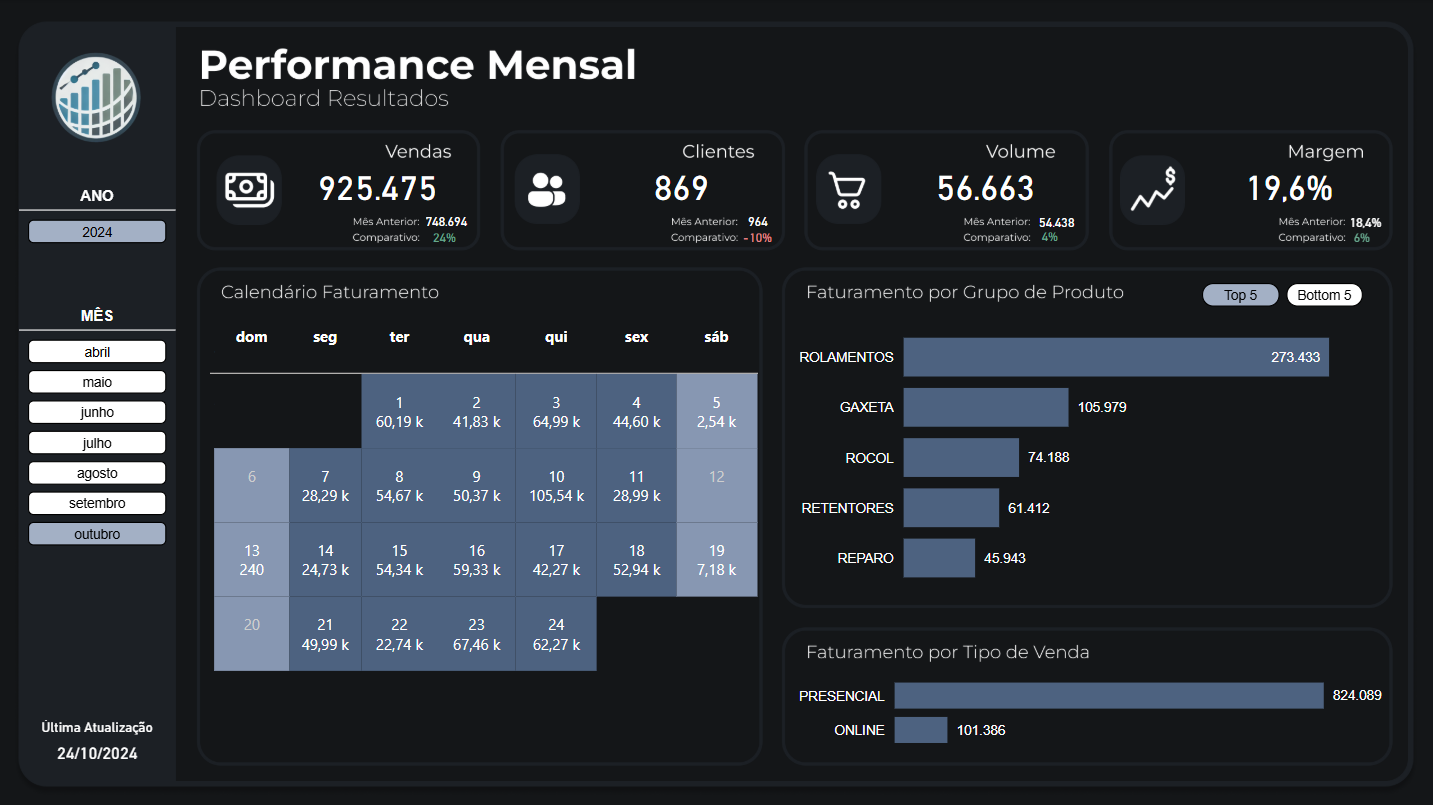 Performance Mensal
Dashboard Resultados
ANO
2024
MÊS
abril
maio
junho
julho
agosto
setembro
outubro
Última Atualização
24/10/2024
Vendas
925.475
Mês Anterior: 748.694
Comparativo: 24%
Clientes
869
Mês Anterior: 964
Comparativo: -10%
Volume
56.663
Mês Anterior: 54.438
Comparativo: 4%
$
Margem
19,6%
Mês Anterior: 18,4%
Comparativo: 6%
Calendário Faturamento
dom seg ter qua qui sex sáb
1 2 3 4 5
60,19 k 41,83 k 64,99 k 44,60 k 2,54 k
6 7 8 9 10 11 12
28,29 k 54,67 k 50,37 k 105,54 k 28,99 k
13 14 15 16 17 18 19
240 24,73 k 54,34 k 59,33 k 42,27 k 52,94 k 7,18 k
20 21 22 23 24
49,99 k 22,74 k 67,46 k 62,27 k
Faturamento por Grupo de Produto
Top 5 Bottom 5
ROLAMENTOS 273.433
GAXETA 105.979
ROCOL 74.188
RETENTORES 61.412
REPARO 45.943
Faturamento por Tipo de Venda
PRESENCIAL 824.089
ONLINE 101.386